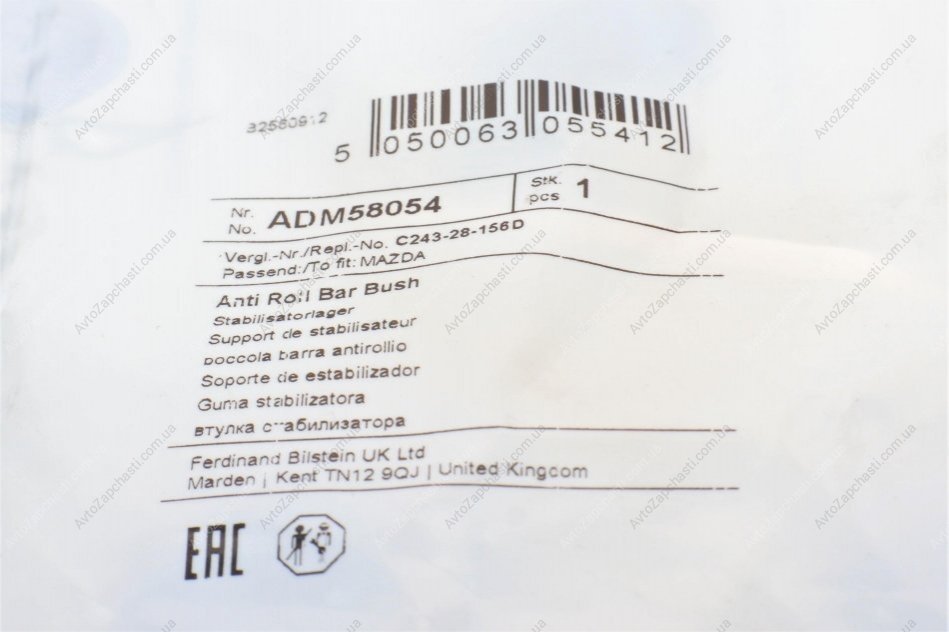 32560912
5 050063 055412
Nr. No. ADM58054 Stk. pcs 1
Vergl.-Nr./Repl.-No. C243-28-156D
Passend:/To fit: MAZDA
Anti Roll Bar Bush
Stabilisatorlager
Support de stabilisateur
Boccola barra antirollio
Soporte de estabilizador
Guma stabilizatora
втулка стабилизатора
Ferdinand Bilstein UK Ltd
Marden | Kent TN12 9QJ | United Kingdom
EAC
AvtoZapchasti.com.ua